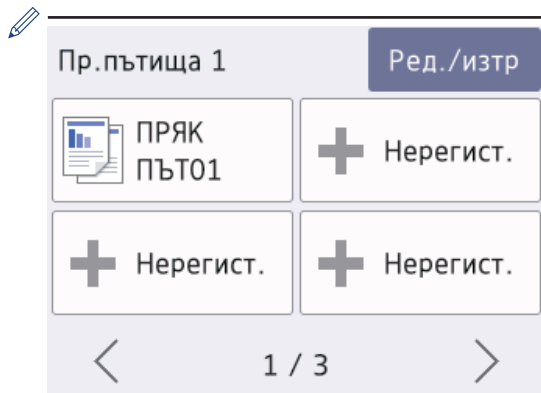 Пр.пътища 1
Ред./изтр
ПРЯК
ПЪТ01
Нерегист.
Нерегист.
Нерегист.
1 / 3